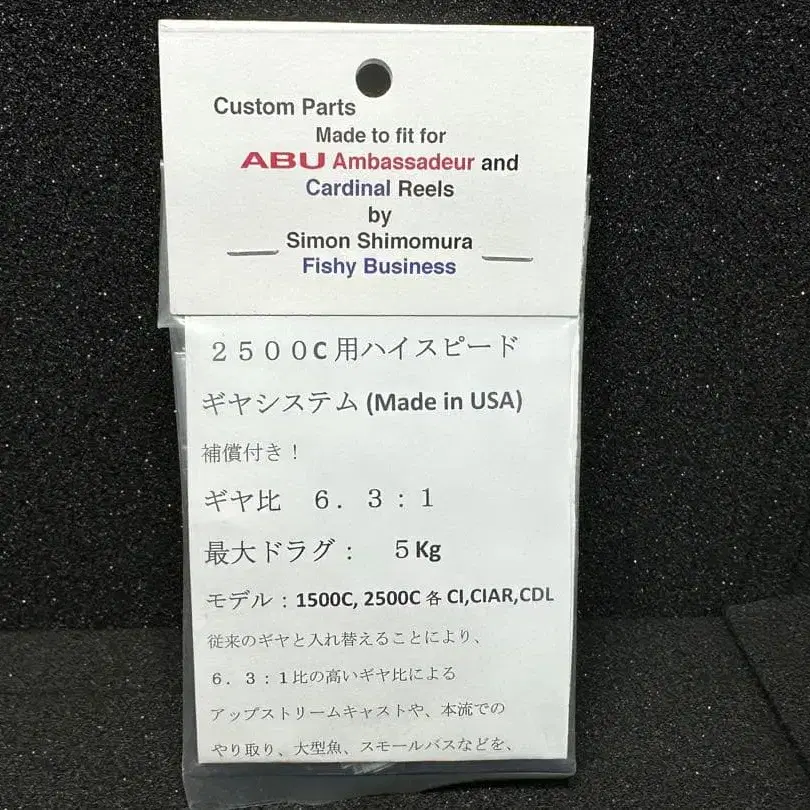 Custom Parts
Made to fit for
ABU Ambassadeur and
Cardinal Reels
by
Simon Shimomura
Fishy Business
２５００C用ハイスピード
ギヤシステム (Made in USA)
補償付き！
ギヤ比　６．３：１
最大ドラグ：　５Kg
モデル：1500C, 2500C 各 CI,CIAR,CDL
従来のギヤと入れ替えることにより、
６．３：１比の高いギヤ比による
アップストリームキャストや、本流での
やり取り、大型魚、スモールバスなどを、